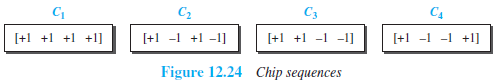 C1 C2 C3 C4
[+1 +1 +1 +1] [+1 –1 +1 –1] [+1 +1 –1 –1] [+1 –1 –1 +1]
Figure 12.24 Chip sequences